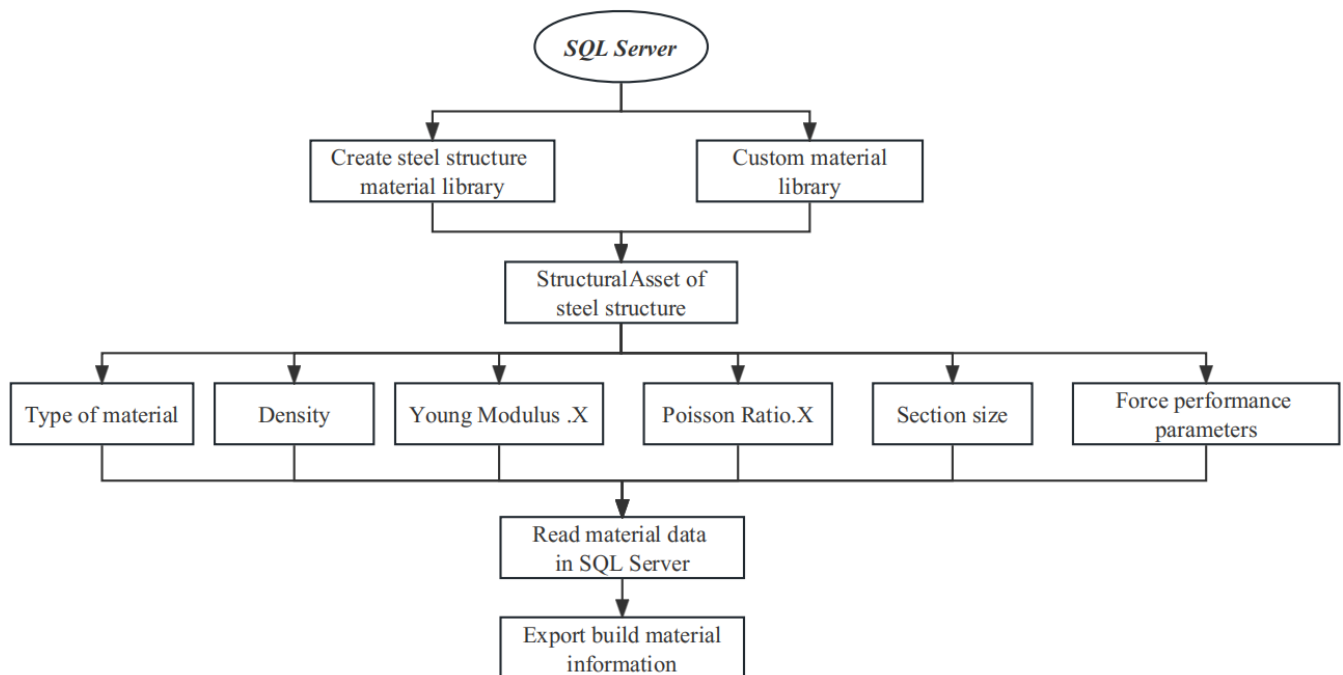 SQL Server
Create steel structure
material library
Custom material
library
StructuralAsset of
steel structure
Type of material
Density
Young Modulus .X
Poisson Ratio.X
Section size
Force performance
parameters
Read material data
in SQL Server
Export build material
information